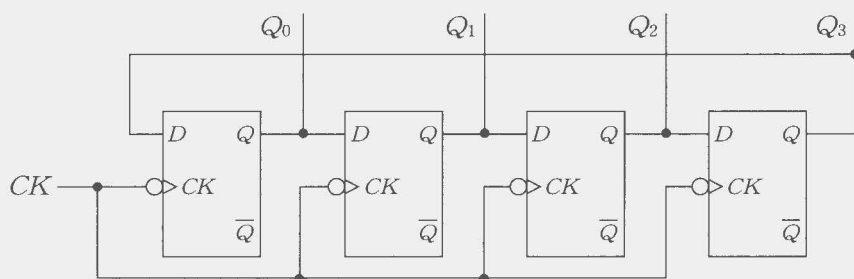 Q₀ Q₁ Q₂ Q₃
D Q D Q D Q D Q
CK CK CK CK CK
Q̅ Q̅ Q̅ Q̅